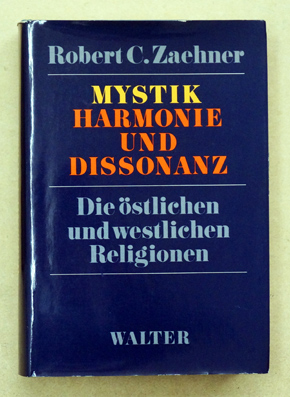 Robert C. Zaehner
MYSTIK
HARMONIE
UND
DISSONANZ
Die östlichen
und westlichen
Religionen
WALTER